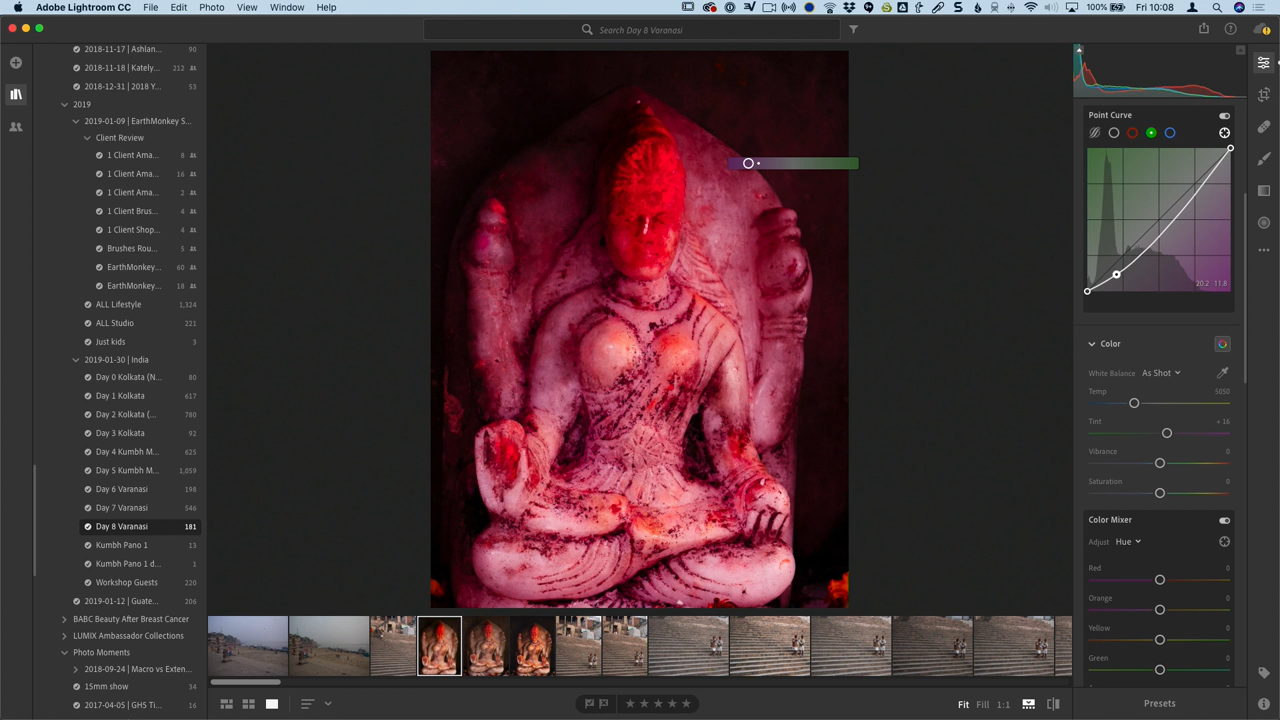 Adobe Lightroom CC File Edit Photo View Window Help 100% Fri 10:08
Search Day 8 Varanasi
2018-11-17 | Ashlan... 90
2018-11-18 | Kately... 212
2018-12-31 | 2018 Y... 53
2019
2019-01-09 | EarthMonkey S...
Client Review
1 Client Ama... 8
1 Client Ama... 16
1 Client Ama... 2
1 Client Brus... 4
1 Client Shop... 4
Brushes Rou... 5
EarthMonkey... 60
EarthMonkey... 18
ALL Lifestyle 1,324
ALL Studio 221
Just kids 3
2019-01-30 | India
Day 0 Kolkata (N... 80
Day 1 Kolkata 617
Day 2 Kolkata (... 780
Day 3 Kolkata 92
Day 4 Kumbh M... 625
Day 5 Kumbh M... 1,059
Day 6 Varanasi 198
Day 7 Varanasi 546
Day 8 Varanasi 181
Kumbh Pano 1 13
Kumbh Pano 1 d... 1
Workshop Guests 220
2019-01-12 | Guate... 206
BABC Beauty After Breast Cancer
LUMIX Ambassador Collections
Photo Moments
2018-09-24 | Macro vs Exten...
15mm show 34
2017-04-05 | GH5 Ti... 16
Point Curve
20.2 11.8
Color
White Balance As Shot
Temp 5050
Tint + 16
Vibrance 0
Saturation 0
Color Mixer
Adjust Hue
Red 0
Orange 0
Yellow 0
Green 0
Fit Fill 1:1
Presets